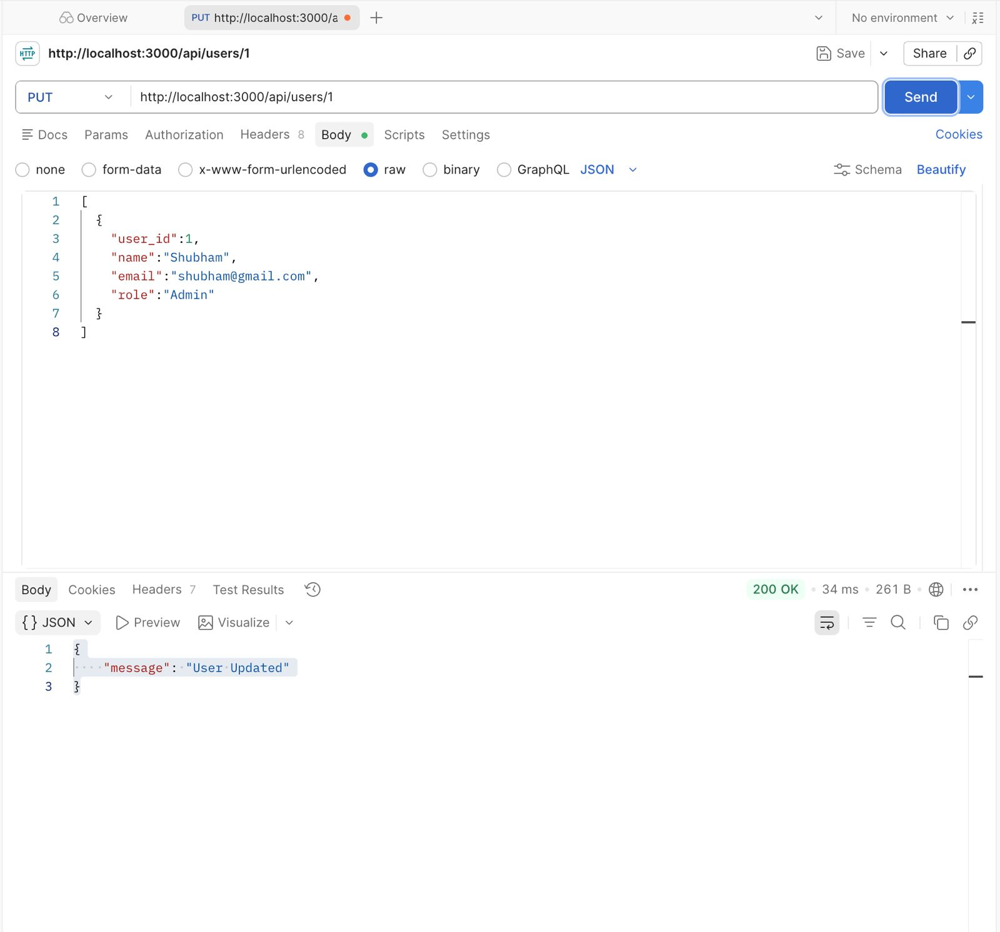 Overview
PUT http://localhost:3000/a
No environment
HTTP http://localhost:3000/api/users/1
Save
Share
PUT http://localhost:3000/api/users/1
Send
Docs Params Authorization Headers 8 Body Scripts Settings Cookies
none form-data x-www-form-urlencoded raw binary GraphQL JSON Schema Beautify
1 [
2 {
3 "user_id":1,
4 "name":"Shubham",
5 "email":"shubham@gmail.com",
6 "role":"Admin"
7 }
8 ]
Body Cookies Headers 7 Test Results 200 OK • 34 ms • 261 B •
{} JSON Preview Visualize
1 {
2 ····"message":·"User·Updated"
3 }